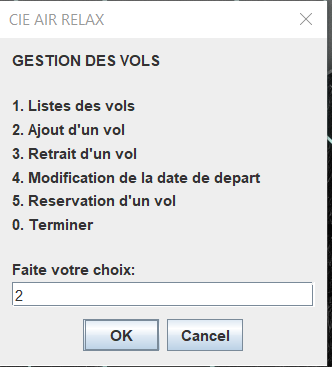 CIE AIR RELAX
GESTION DES VOLS
1. Listes des vols
2. Ajout d'un vol
3. Retrait d'un vol
4. Modification de la date de depart
5. Reservation d'un vol
0. Terminer
Faite votre choix:
2
OK Cancel